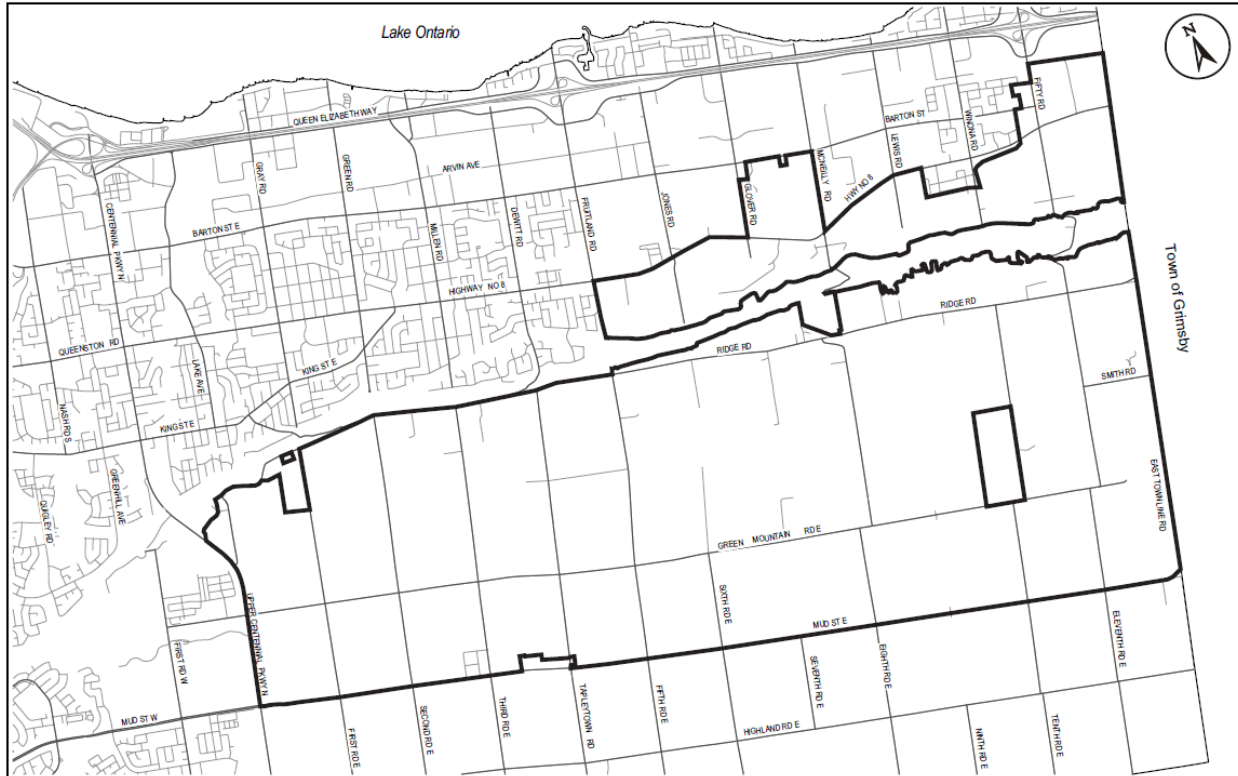 Lake Ontario
N
QUEEN ELIZABETH WAY
FIFTY RD
BARTON ST
WINONA RD
LEWIS RD
MCNEILLY RD
HWY NO 8
GLOVER RD
ARVIN AVE
GRAY RD
GREEN RD
JONES RD
FRUITLAND RD
DEWITT RD
MILLEN RD
CENTENNIAL PKWY N
BARTON ST E
HIGHWAY NO 8
Town of Grimsby
RIDGE RD
RIDGE RD
QUEENSTON RD
LAKE AVE
KING ST E
SMITH RD
NASH RD S
KING ST E
GREENHILL AVE
QUIGLEY RD
EAST TOWNLINE RD
GREEN MOUNTAIN RD E
UPPER CENTENNIAL PKWY N
SIXTH RD E
MUD ST E
FIRST RD W
ELEVENTH RD E
EIGHTH RD E
SEVENTH RD E
FIFTH RD E
TAPLEYTOWN RD
THIRD RD E
SECOND RD E
FIRST RD E
MUD ST W
HIGHLAND RD E
NINTH RD E
TENTH RD E